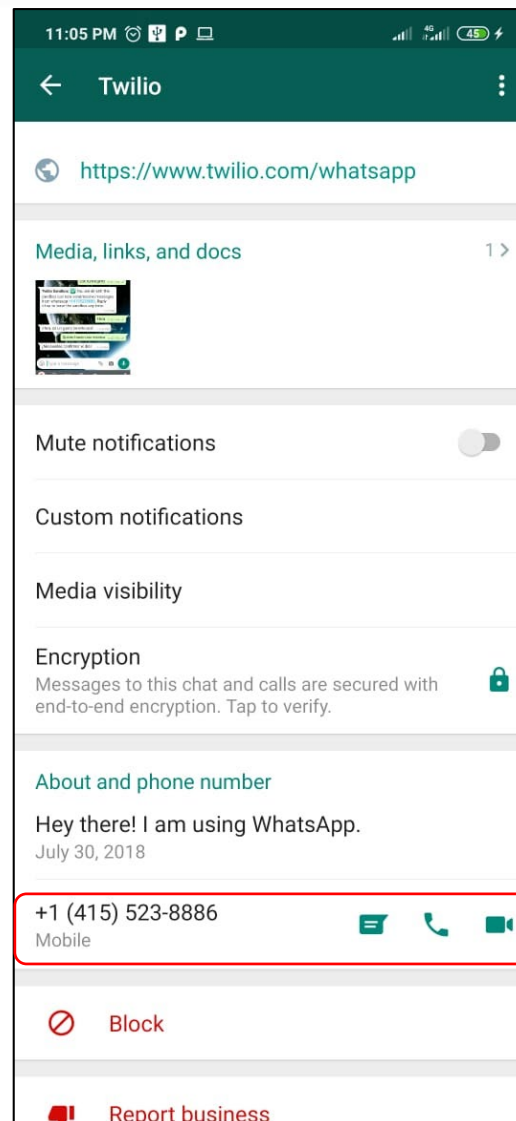 11:05 PM
4G
45
Twilio
https://www.twilio.com/whatsapp
Media, links, and docs
1
Mute notifications
Custom notifications
Media visibility
Encryption
Messages to this chat and calls are secured with
end-to-end encryption. Tap to verify.
About and phone number
Hey there! I am using WhatsApp.
July 30, 2018
+1 (415) 523-8886
Mobile
Block
Report business